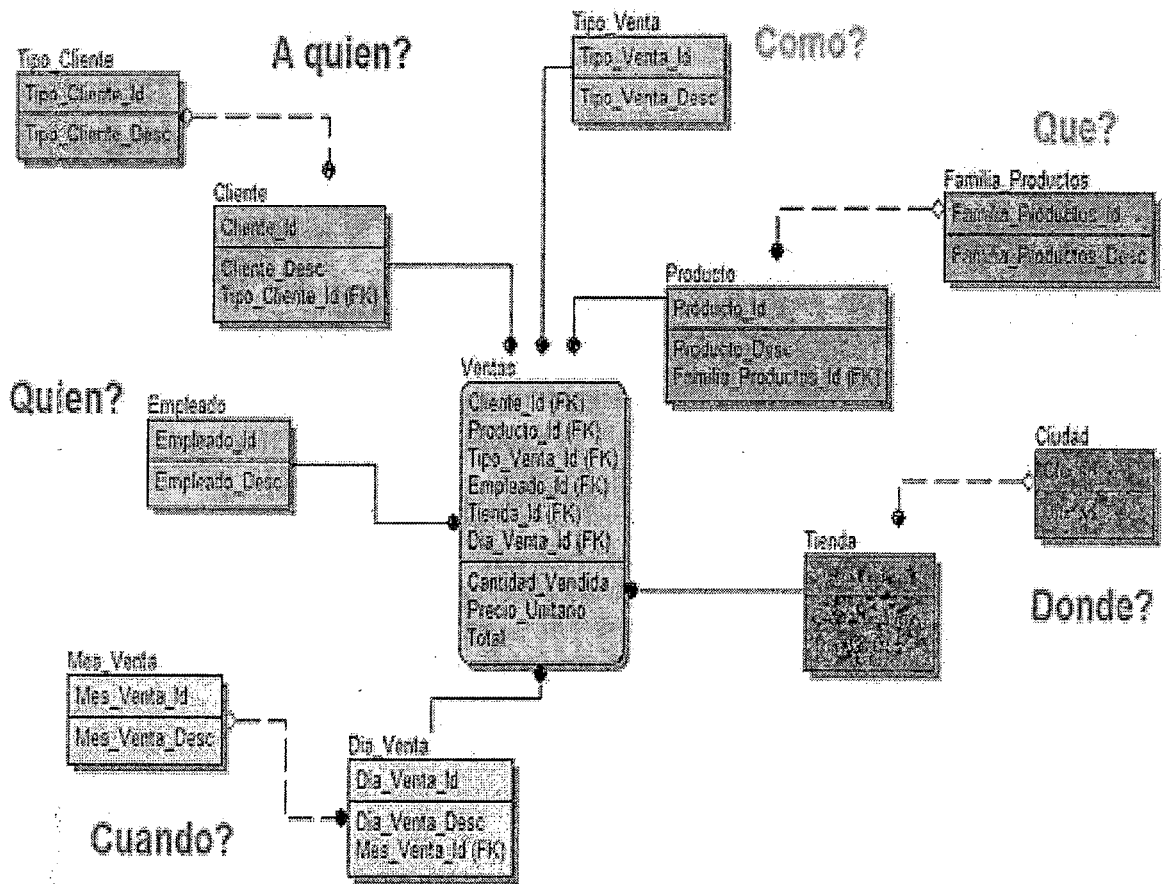 A quien?
Tipo_Cliente
Tipo_Cliente_Id
Tipo_Cliente_Desc
Tipo_Venta
Tipo_Venta_Id
Tipo_Venta_Desc
Como?
Que?
Familia_Productos
Familia_Productos_Id
Familia_Productos_Desc
Cliente
Cliente_Id
Cliente_Desc
Tipo_Cliente_Id (FK)
Producto
Producto_Id
Producto_Desc
Familia_Productos_Id (FK)
Quien?
Empleado
Empleado_Id
Empleado_Desc
Ventas
Cliente_Id (FK)
Producto_Id (FK)
Tipo_Venta_Id (FK)
Empleado_Id (FK)
Tienda_Id (FK)
Dia_Venta_Id (FK)
Cantidad_Vendida
Precio_Unitario
Total
Ciudad
Tienda
Donde?
Mes_Venta
Mes_Venta_Id
Mes_Venta_Desc
Dia_Venta
Dia_Venta_Id
Dia_Venta_Desc
Mes_Venta_Id (FK)
Cuando?